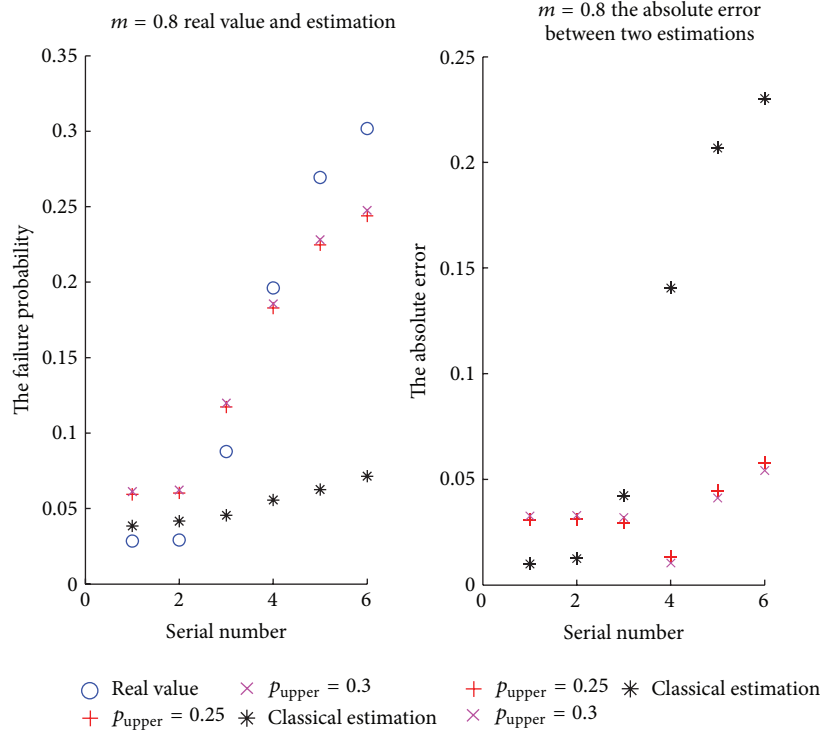 m = 0.8 real value and estimation
0.35
0.3
0.25
0.2
0.15
0.1
0.05
0
The failure probability
0
2
4
6
Serial number
m = 0.8 the absolute error
between two estimations
0.25
0.2
0.15
0.1
0.05
0
The absolute error
0
2
4
6
Serial number
Real value
p_upper = 0.25
p_upper = 0.3
Classical estimation
p_upper = 0.25
p_upper = 0.3
Classical estimation